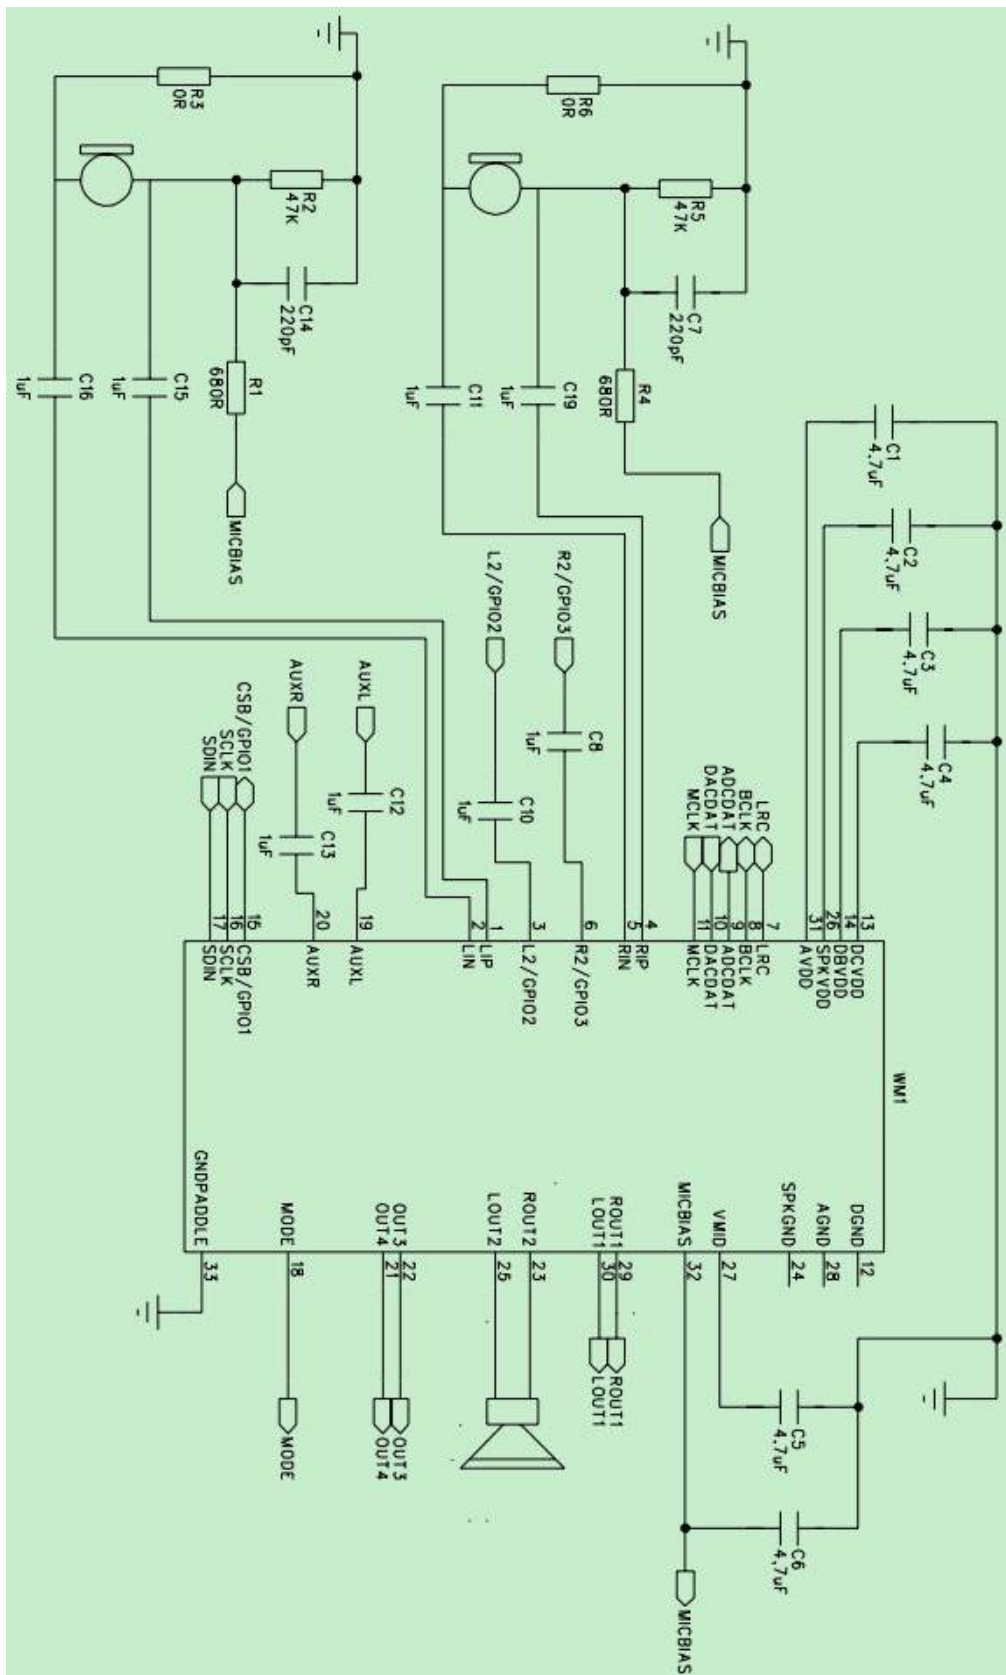 C1
4.7uF
C2
4.7uF
C3
4.7uF
C4
4.7uF
WM1
C5
4.7uF
C6
4.7uF
13
DCVDD
14
DBVDD
26
SPKVDD
31
AVDD
DGND
12
AGND
28
SPKGND
24
VMID
27
MICBIAS
32
MICBIAS
LRC
7
LRC
BCLK
8
BCLK
ADCDAT
9
ADCDAT
DACDAT
10
DACDAT
MCLK
11
MCLK
R6
0R
R5
47K
C7
220pF
R4
680R
MICBIAS
C19
1uF
C11
1uF
4
RIP
5
RIN
ROUT1
29
ROUT1
LOUT1
30
LOUT1
R2/GPIO3
C8
1uF
6
R2/GPIO3
L2/GPIO2
C10
1uF
3
L2/GPIO2
ROUT2
23
LOUT2
25
1
LIP
2
LIN
OUT3
22
OUT3
OUT4
21
OUT4
R3
0R
R2
47K
C14
220pF
R1
680R
MICBIAS
C15
1uF
C16
1uF
AUXL
C12
1uF
19
AUXL
AUXR
C13
1uF
20
AUXR
MODE
18
MODE
CSB/GPIO1
15
CSB/GPIO1
SCLK
16
SCLK
SDIN
17
SDIN
GNDPADDLE
33